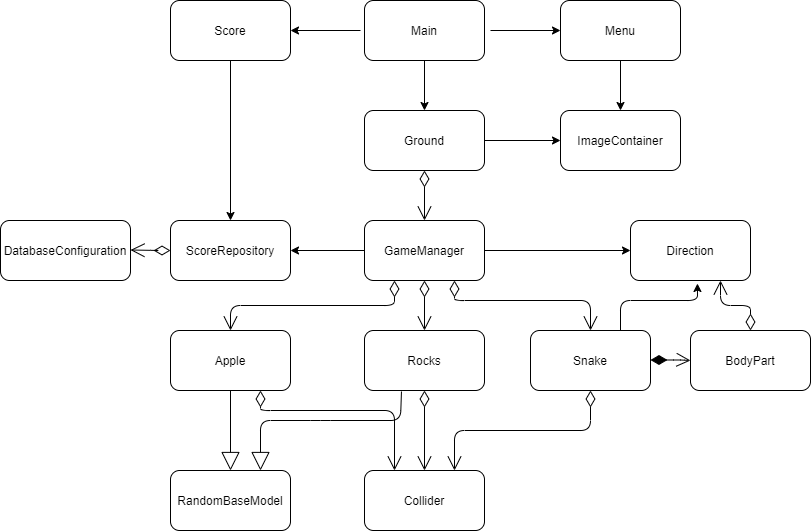 Score
Main
Menu
Ground
ImageContainer
DatabaseConfiguration
ScoreRepository
GameManager
Direction
Apple
Rocks
Snake
BodyPart
RandomBaseModel
Collider